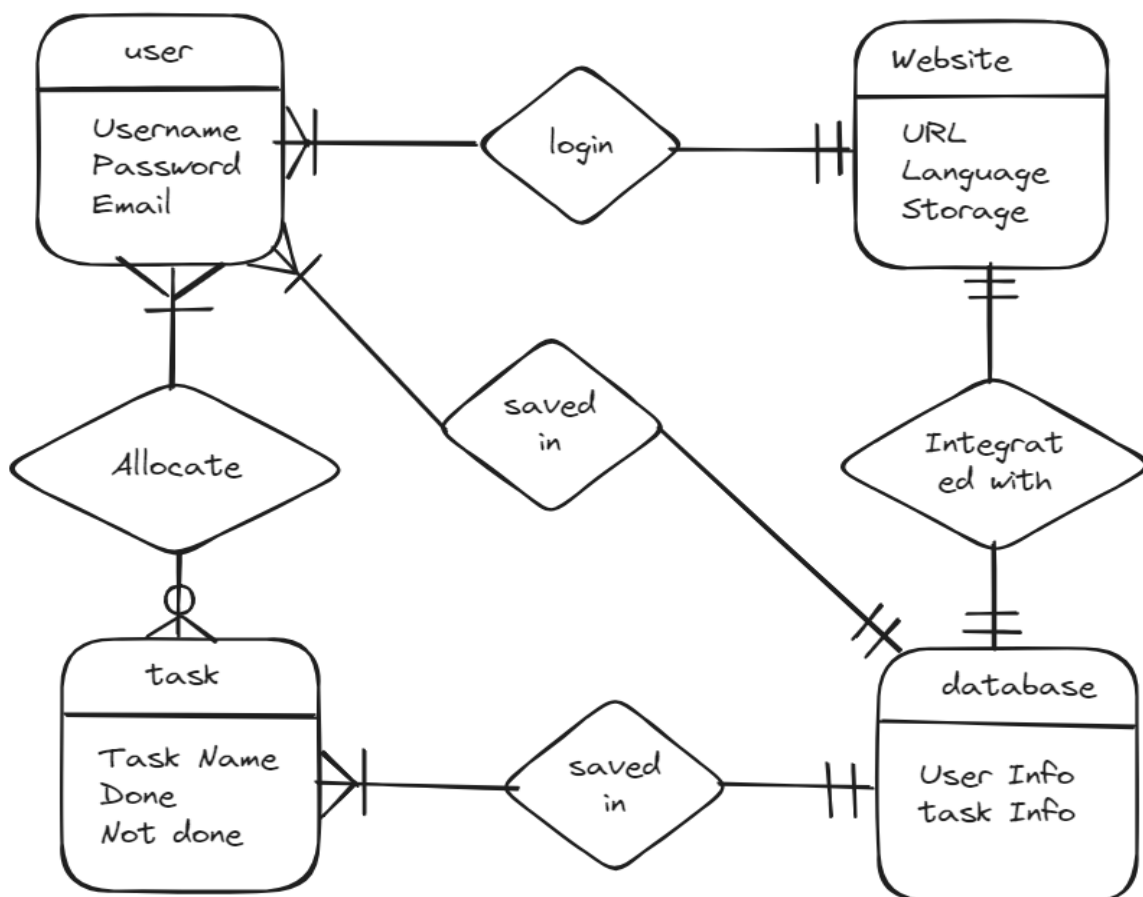 user
Username
Password
Email
login
Website
URL
Language
Storage
saved
in
Allocate
Integrat
ed with
task
Task Name
Done
Not done
saved
in
database
User Info
task Info